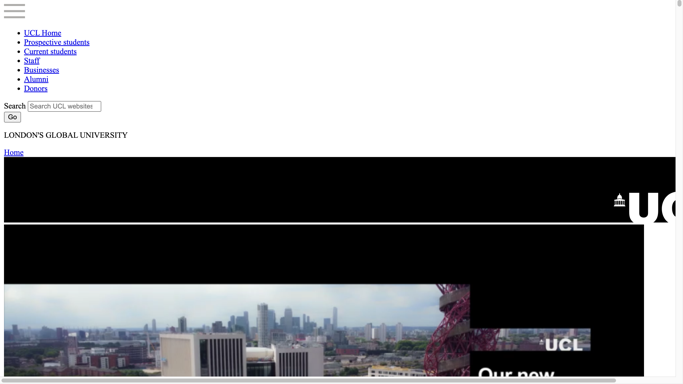 UCL Home
Prospective students
Current students
Staff
Businesses
Alumni
Donors
Search Search UCL websites
Go
LONDON'S GLOBAL UNIVERSITY
Home
UC
UCL
Our new